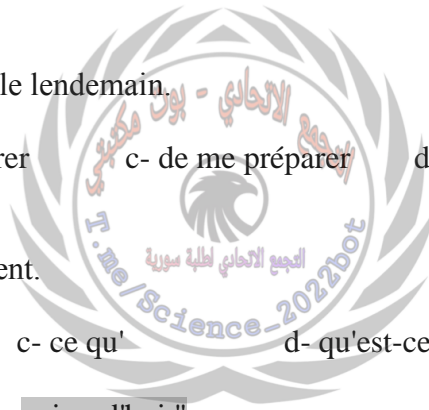 le lendemain.
rer c- de me préparer d
التجمع الاتحادي - بوت مكتبتي
ent.
التجمع الاتحادي لطلبة سورية
T.me/Science_2022bot
c- ce qu' d- qu'est-ce